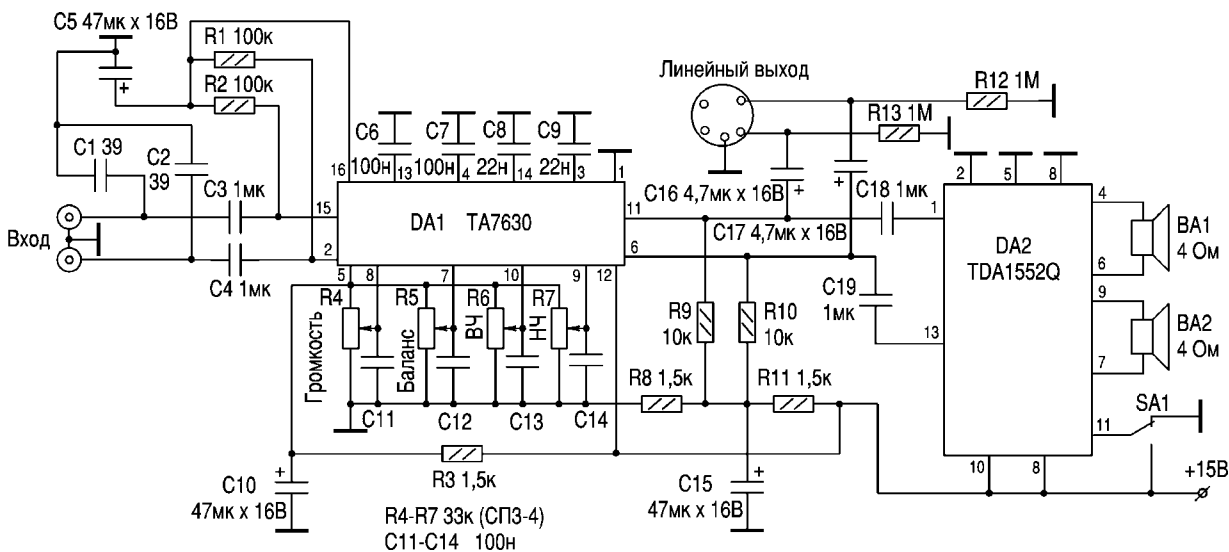 C5 47мк x 16В
R1 100к
R2 100к
C1 39
C2
39
C3 1мк
C4 1мк
Вход
C6
100н
C7
100н
C8
22н
C9
22н
16
13
4
14
3
1
15
2
DA1 TA7630
11
6
5
8
7
10
9
12
R4
R5
R6
R7
Громкость
Баланс
ВЧ
НЧ
C11
C12
C13
C14
R3 1,5к
C10
47мк x 16В
R4-R7 33к (СП3-4)
C11-C14 100н
Линейный выход
R12 1М
R13 1М
C16 4,7мк x 16В
C17 4,7мк x 16В
C18 1мк
C19
1мк
R9
10к
R10
10к
R8 1,5к
R11 1,5к
C15
47мк x 16В
2
5
8
1
13
DA2
TDA1552Q
4
6
9
7
11
10
8
BA1
4 Ом
BA2
4 Ом
SA1
+15В